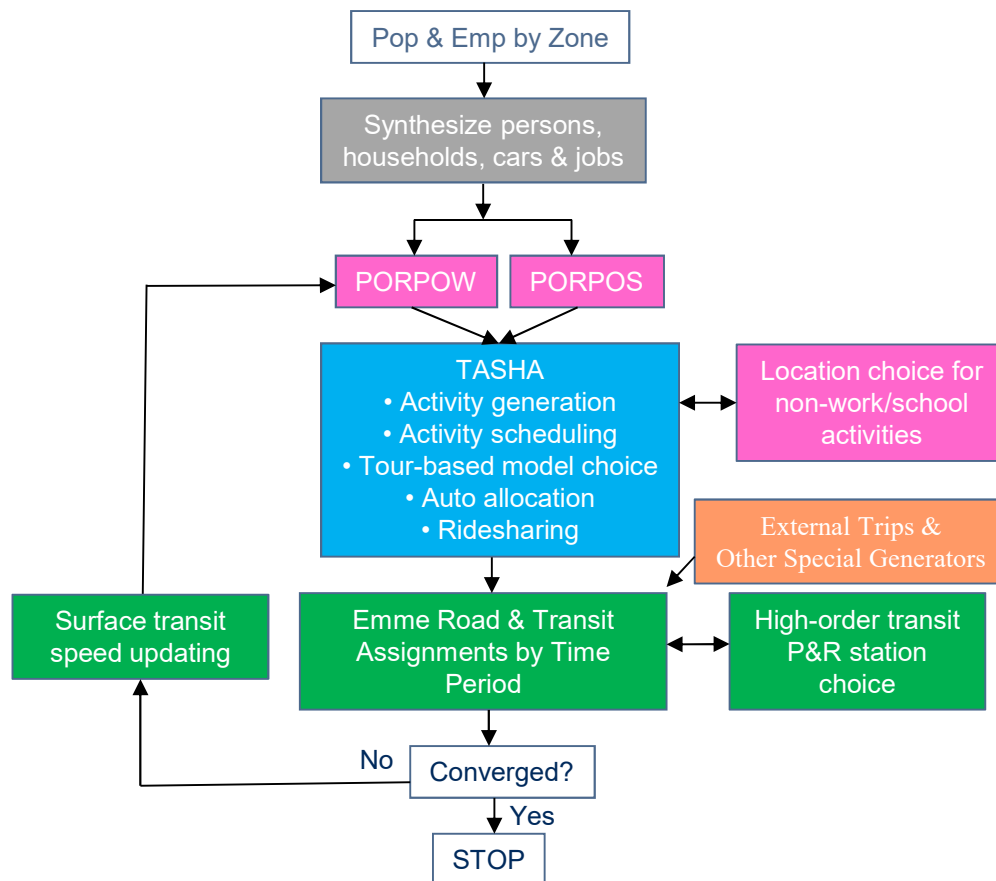 Pop & Emp by Zone
Synthesize persons,
households, cars & jobs
PORPOW
PORPOS
TASHA
• Activity generation
• Activity scheduling
• Tour-based model choice
• Auto allocation
• Ridesharing
Location choice for
non-work/school
activities
External Trips &
Other Special Generators
Surface transit
speed updating
Emme Road & Transit
Assignments by Time
Period
High-order transit
P&R station
choice
No
Converged?
Yes
STOP